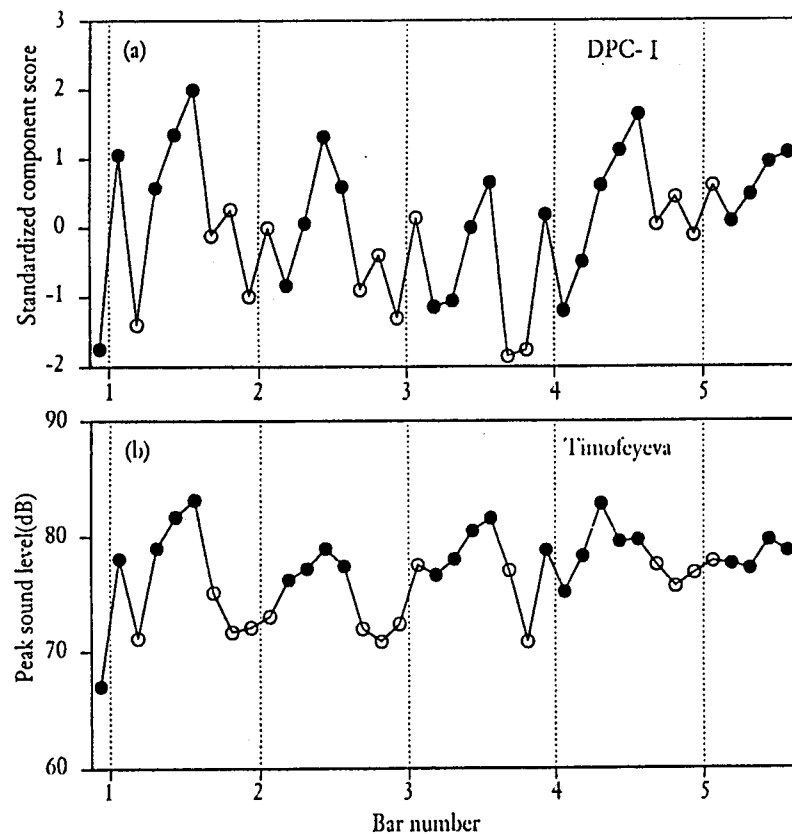 3
(a)
DPC- I
2
1
0
-1
-2
Standardized component score
1 2 3 4 5
90
(b)
Timofeyeva
80
70
60
Peak sound level(dB)
1 2 3 4 5
Bar number